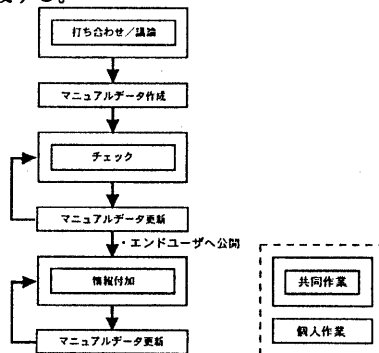 する。
打ち合わせ／議論
マニュアルデータ作成
チェック
マニュアルデータ更新
・エンドユーザへ公開
情報付加
マニュアルデータ更新
共同作業
個人作業